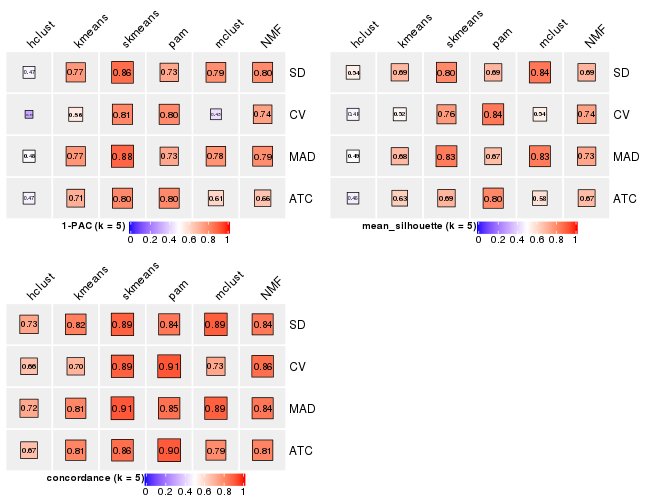 hclust kmeans skmeans pam mclust NMF
0.47 0.77 0.86 0.73 0.79 0.80 SD
0.56 0.81 0.80 0.45 0.74 CV
0.48 0.77 0.88 0.73 0.78 0.79 MAD
0.47 0.71 0.80 0.80 0.61 0.66 ATC
1-PAC (k = 5)
0 0.2 0.4 0.6 0.8 1
hclust kmeans skmeans pam mclust NMF
0.54 0.69 0.80 0.69 0.84 0.69 SD
0.41 0.52 0.76 0.84 0.54 0.74 CV
0.49 0.68 0.83 0.67 0.83 0.73 MAD
0.46 0.63 0.69 0.80 0.58 0.67 ATC
mean_silhouette (k = 5)
0 0.2 0.4 0.6 0.8 1
hclust kmeans skmeans pam mclust NMF
0.73 0.82 0.89 0.84 0.89 0.84 SD
0.66 0.70 0.89 0.91 0.73 0.86 CV
0.72 0.81 0.91 0.85 0.89 0.84 MAD
0.67 0.81 0.86 0.90 0.79 0.81 ATC
concordance (k = 5)
0 0.2 0.4 0.6 0.8 1